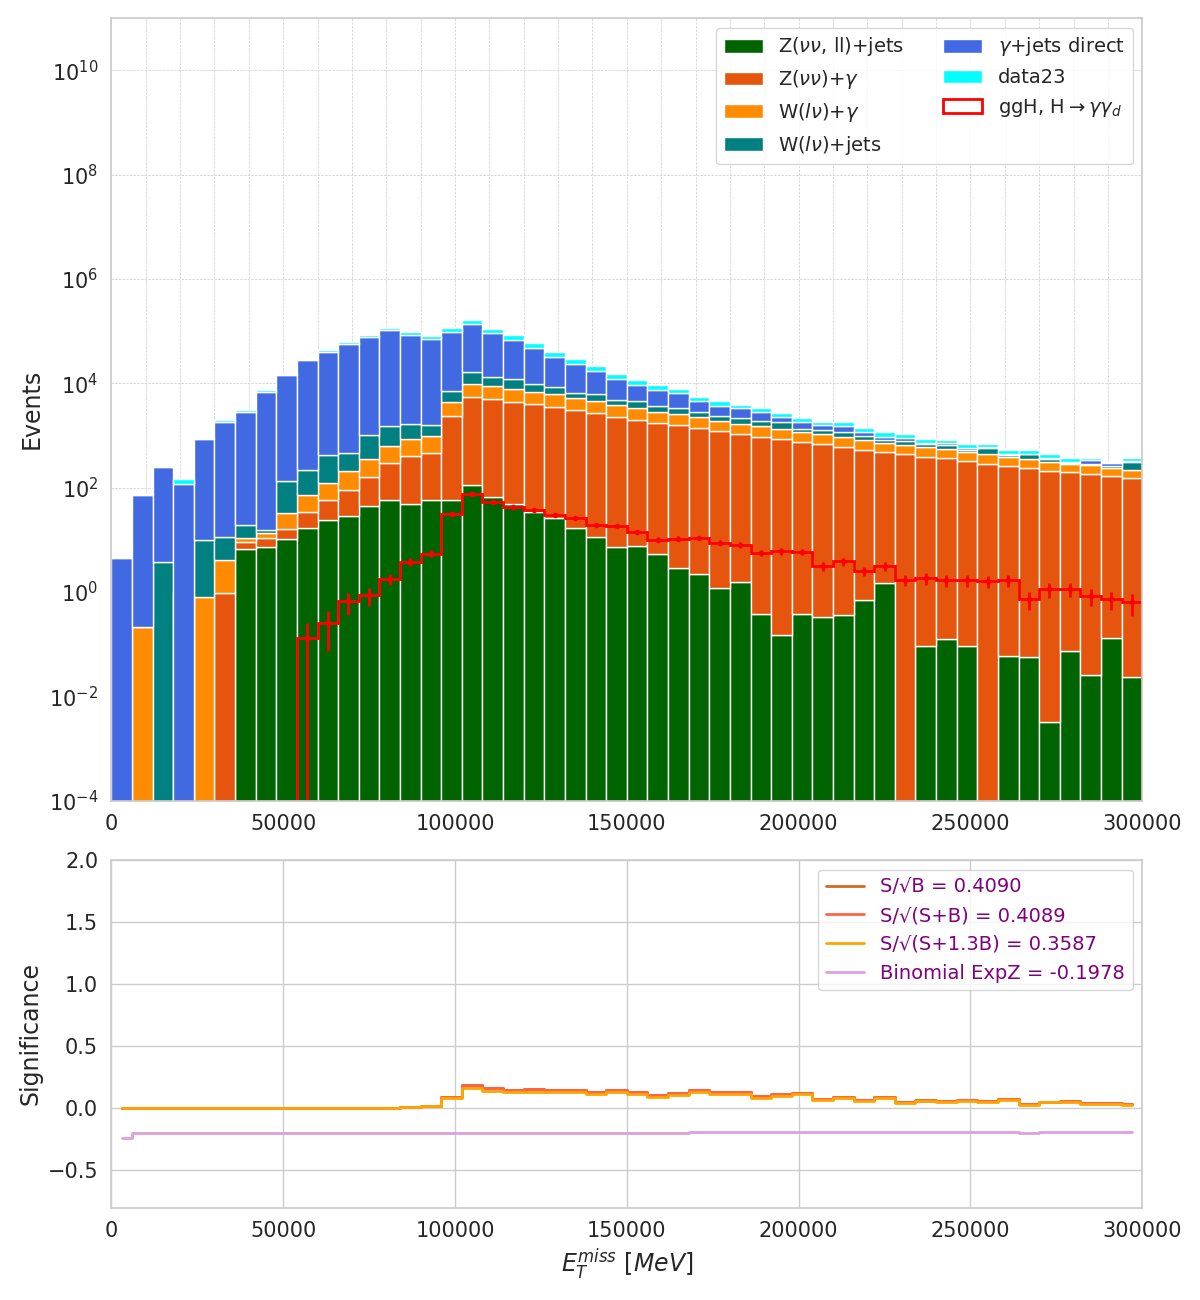 Z(νν, ll)+jets
Z(νν)+γ
W(lν)+γ
W(lν)+jets
γ+jets direct
data23
ggH, H→γγ_d
Events
10^10
10^8
10^6
10^4
10^2
10^0
10^−2
10^−4
0 50000 100000 150000 200000 250000 300000
S/√B = 0.4090
S/√(S+B) = 0.4089
S/√(S+1.3B) = 0.3587
Binomial ExpZ = -0.1978
Significance
2.0
1.5
1.0
0.5
0.0
−0.5
0 50000 100000 150000 200000 250000 300000
E_T^miss [MeV]